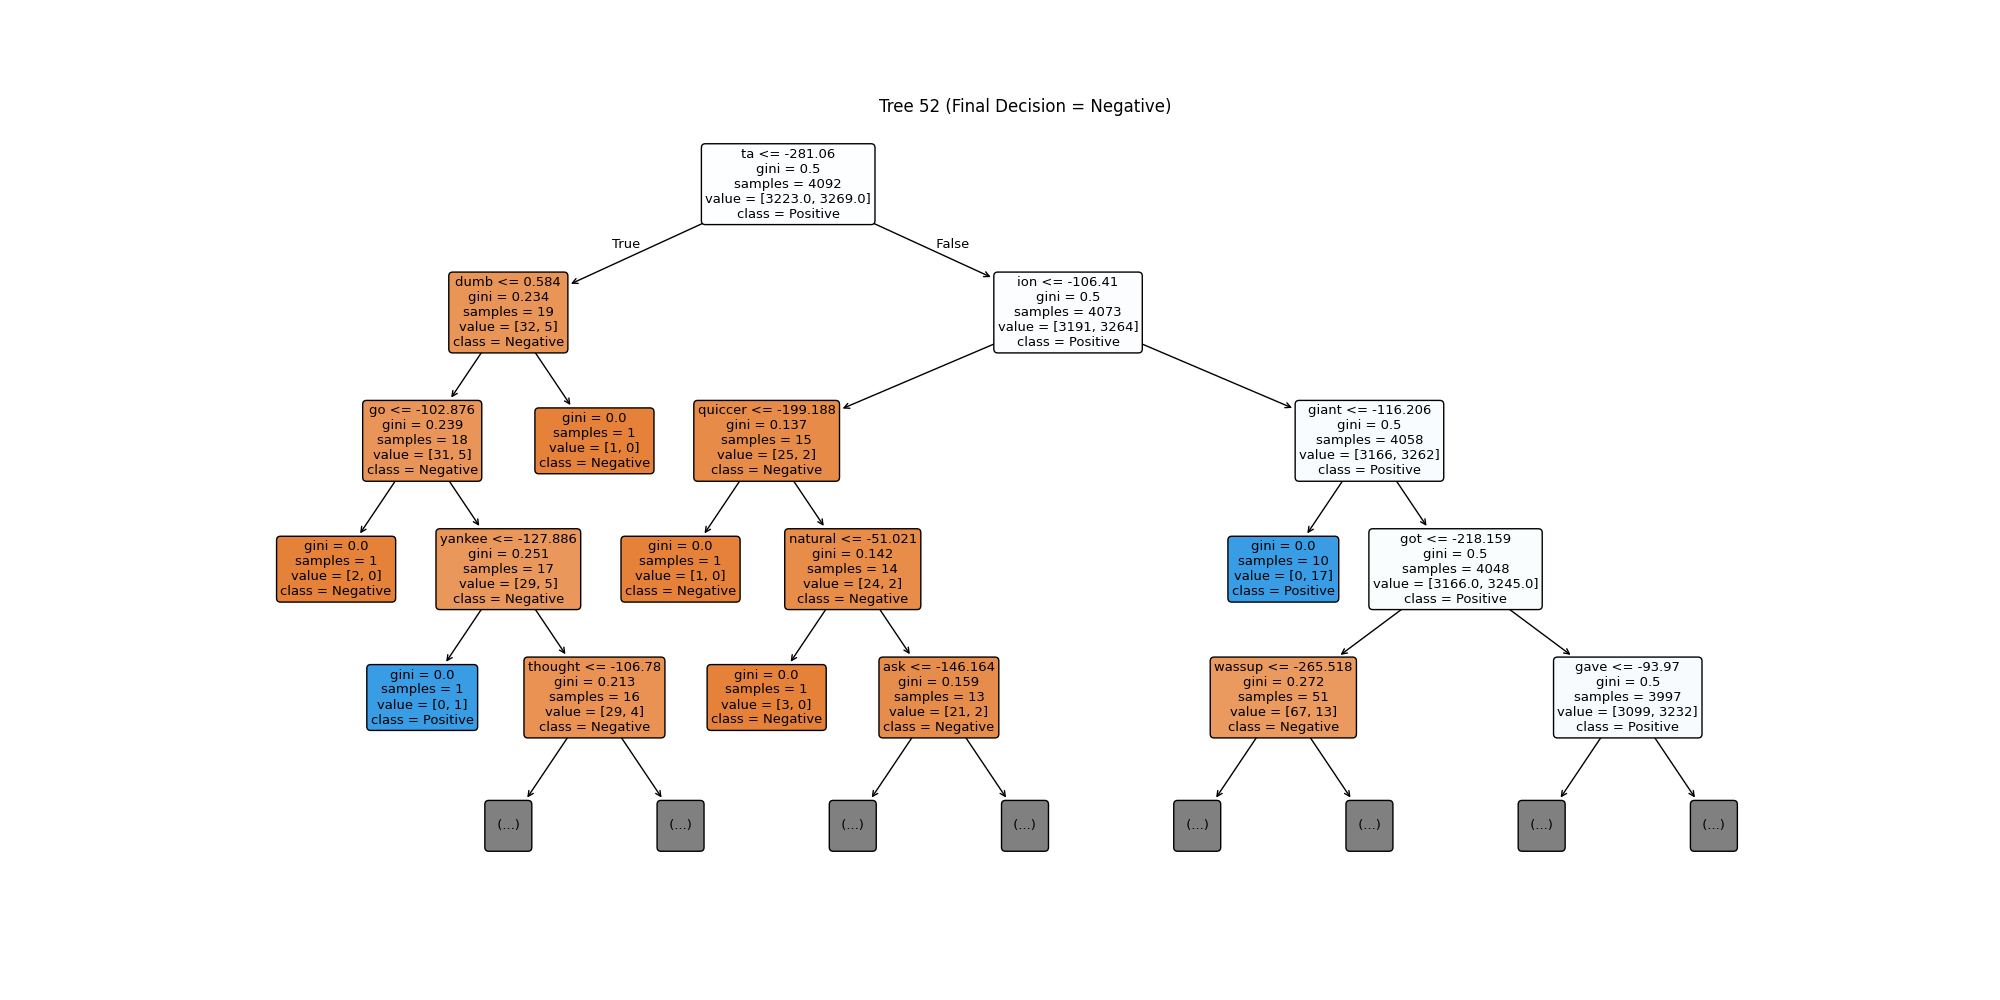 Tree 52 (Final Decision = Negative)
ta <= -281.06
gini = 0.5
samples = 4092
value = [3223.0, 3269.0]
class = Positive
True
False
dumb <= 0.584
gini = 0.234
samples = 19
value = [32, 5]
class = Negative
ion <= -106.41
gini = 0.5
samples = 4073
value = [3191, 3264]
class = Positive
go <= -102.876
gini = 0.239
samples = 18
value = [31, 5]
class = Negative
gini = 0.0
samples = 1
value = [1, 0]
class = Negative
quiccer <= -199.188
gini = 0.137
samples = 15
value = [25, 2]
class = Negative
giant <= -116.206
gini = 0.5
samples = 4058
value = [3166, 3262]
class = Positive
gini = 0.0
samples = 1
value = [2, 0]
class = Negative
yankee <= -127.886
gini = 0.251
samples = 17
value = [29, 5]
class = Negative
gini = 0.0
samples = 1
value = [1, 0]
class = Negative
natural <= -51.021
gini = 0.142
samples = 14
value = [24, 2]
class = Negative
gini = 0.0
samples = 10
value = [0, 17]
class = Positive
got <= -218.159
gini = 0.5
samples = 4048
value = [3166.0, 3245.0]
class = Positive
gini = 0.0
samples = 1
value = [0, 1]
class = Positive
thought <= -106.78
gini = 0.213
samples = 16
value = [29, 4]
class = Negative
gini = 0.0
samples = 1
value = [3, 0]
class = Negative
ask <= -146.164
gini = 0.159
samples = 13
value = [21, 2]
class = Negative
wassup <= -265.518
gini = 0.272
samples = 51
value = [67, 13]
class = Negative
gave <= -93.97
gini = 0.5
samples = 3997
value = [3099, 3232]
class = Positive
(...)
(...)
(...)
(...)
(...)
(...)
(...)
(...)